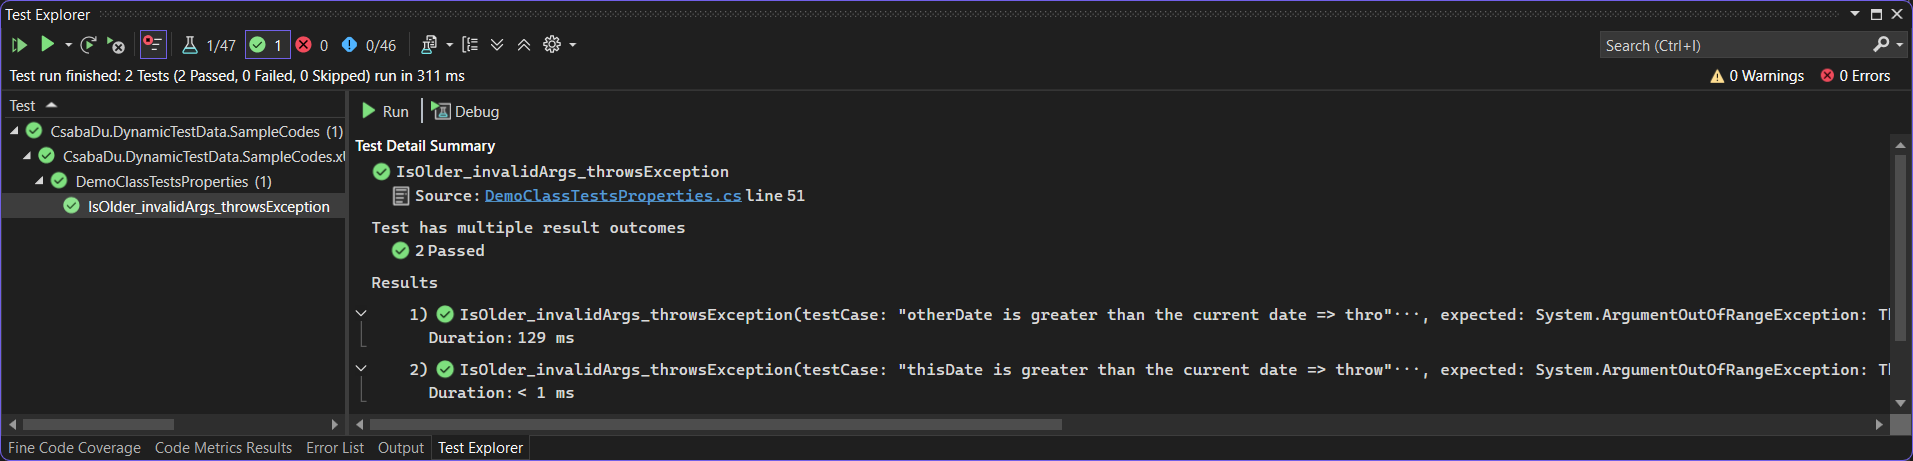 Test Explorer
1/47 1 0 0/46 Search (Ctrl+I)
Test run finished: 2 Tests (2 Passed, 0 Failed, 0 Skipped) run in 311 ms 0 Warnings 0 Errors
Test
CsabaDu.DynamicTestData.SampleCodes (1)
CsabaDu.DynamicTestData.SampleCodes.xU
DemoClassTestsProperties (1)
IsOlder_invalidArgs_throwsException
Run Debug
Test Detail Summary
IsOlder_invalidArgs_throwsException
Source: DemoClassTestsProperties.cs line 51
Test has multiple result outcomes
2 Passed
Results
1) IsOlder_invalidArgs_throwsException(testCase: "otherDate is greater than the current date => thro"···, expected: System.ArgumentOutOfRangeException: Th
Duration: 129 ms
2) IsOlder_invalidArgs_throwsException(testCase: "thisDate is greater than the current date => throw"···, expected: System.ArgumentOutOfRangeException: Th
Duration: < 1 ms
Fine Code Coverage Code Metrics Results Error List Output Test Explorer